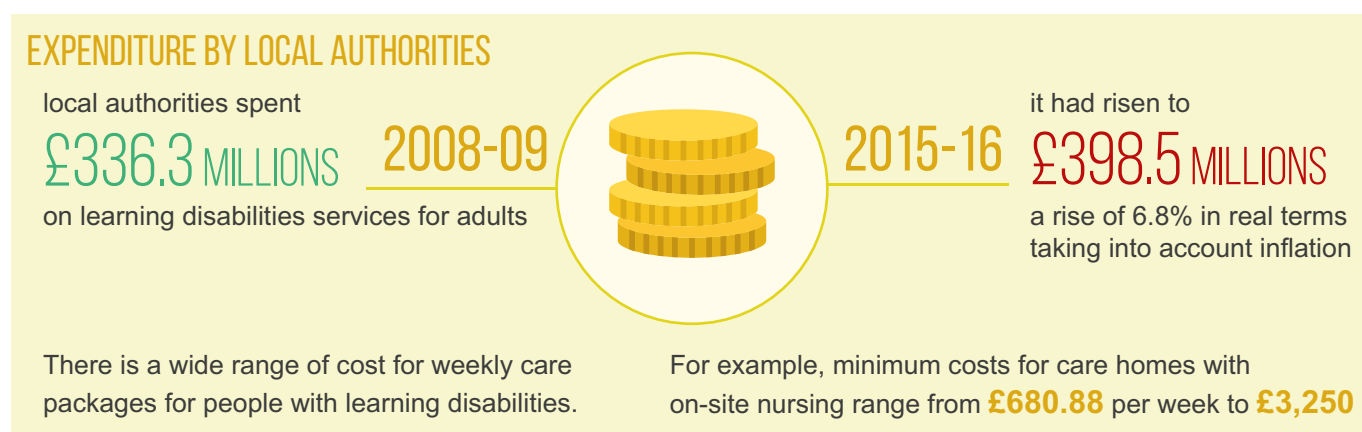 EXPENDITURE BY LOCAL AUTHORITIES
local authorities spent
£336.3 MILLIONS
on learning disabilities services for adults
2008-09
2015-16
it had risen to
£398.5 MILLIONS
a rise of 6.8% in real terms
taking into account inflation
There is a wide range of cost for weekly care
packages for people with learning disabilities.
For example, minimum costs for care homes with
on-site nursing range from £680.88 per week to £3,250